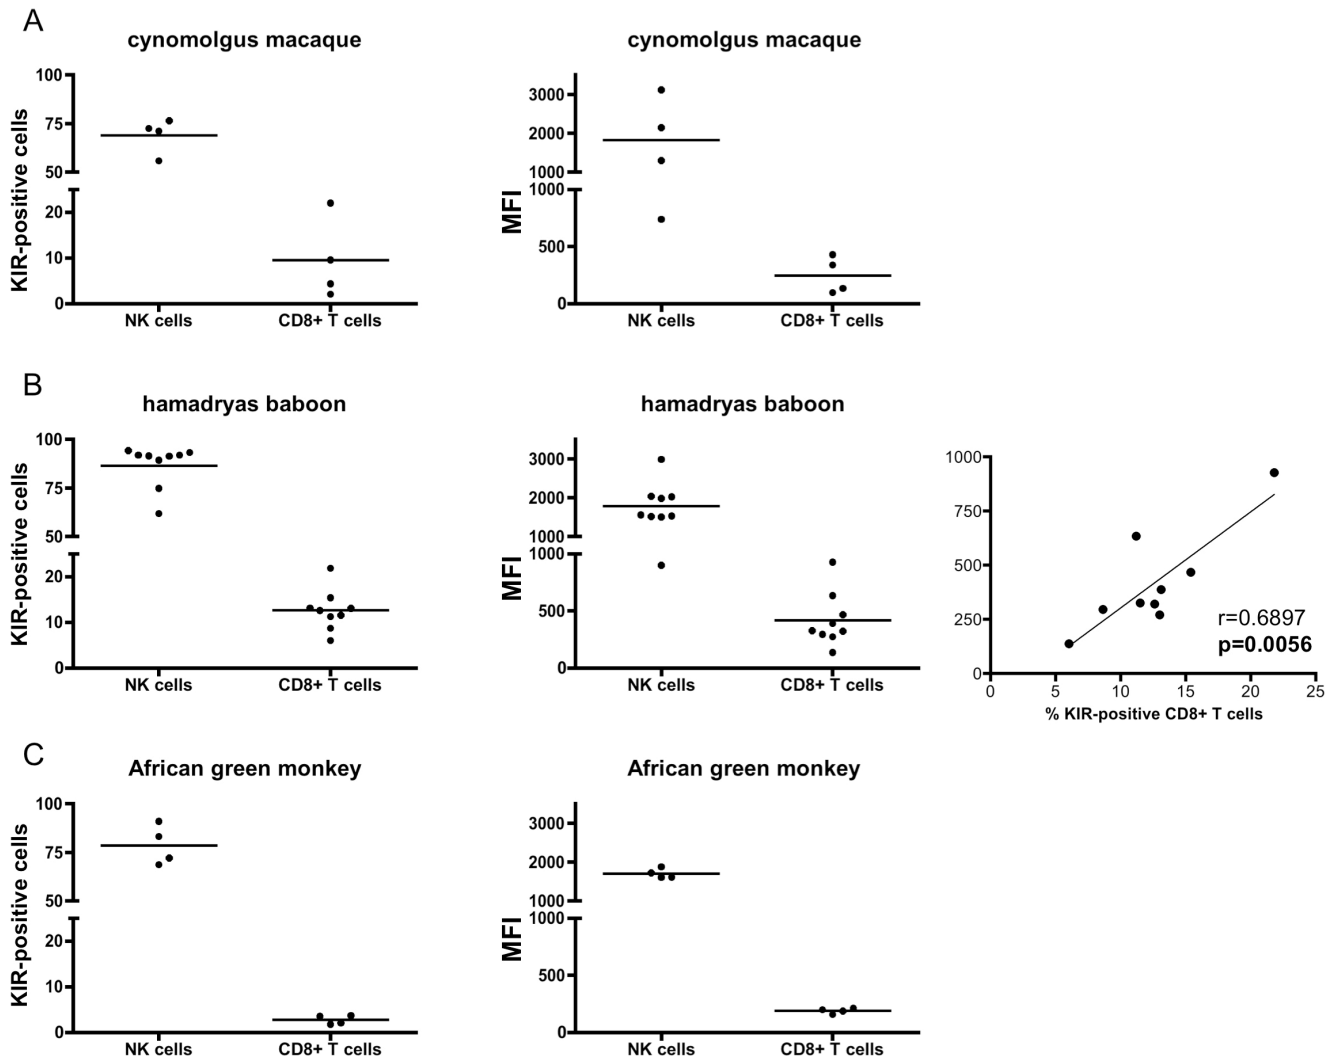 A
cynomolgus macaque
KIR-positive cells
100
75
50
20
10
0
NK cells
CD8+ T cells
cynomolgus macaque
MFI
3000
2000
1000
1000
500
0
NK cells
CD8+ T cells
B
hamadryas baboon
KIR-positive cells
100
75
50
20
10
0
NK cells
CD8+ T cells
hamadryas baboon
MFI
3000
2000
1000
1000
500
0
NK cells
CD8+ T cells
1000
750
500
250
0
r=0.6897
p=0.0056
0 5 10 15 20 25
% KIR-positive CD8+ T cells
C
African green monkey
KIR-positive cells
100
75
50
20
10
0
NK cells
CD8+ T cells
African green monkey
MFI
3000
2000
1000
1000
500
0
NK cells
CD8+ T cells